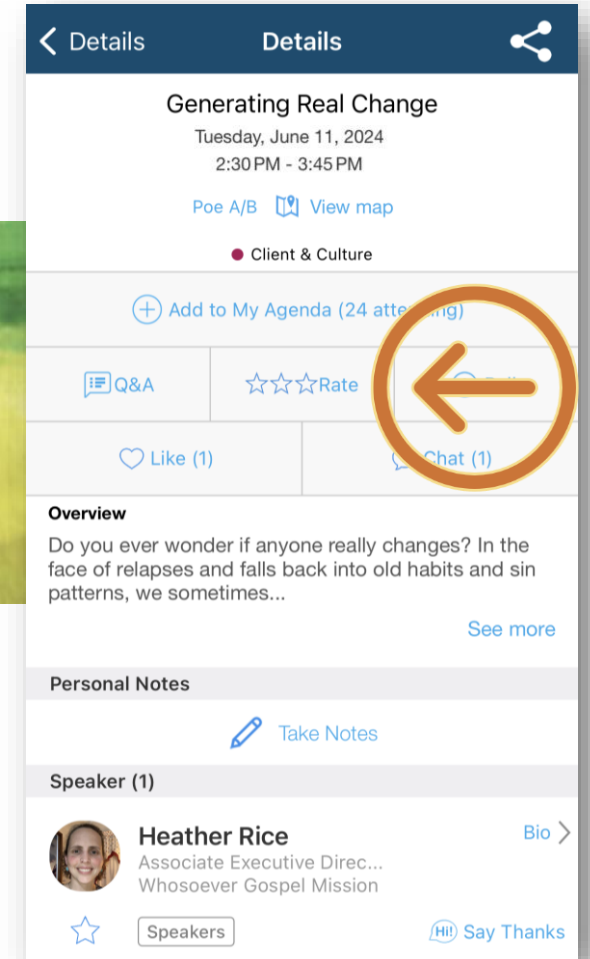 Details
Details
Generating Real Change
Tuesday, June 11, 2024
2:30 PM - 3:45 PM
Poe A/B View map
Client & Culture
Add to My Agenda (24
Q&A
Rate
Like (1)
Chat (1)
Overview
Do you ever wonder if anyone really changes? In the
face of relapses and falls back into old habits and sin
patterns, we sometimes...
See more
Personal Notes
Take Notes
Speaker (1)
Heather Rice
Bio
Associate Executive Direc...
Whosoever Gospel Mission
Speakers
Hi! Say Thanks